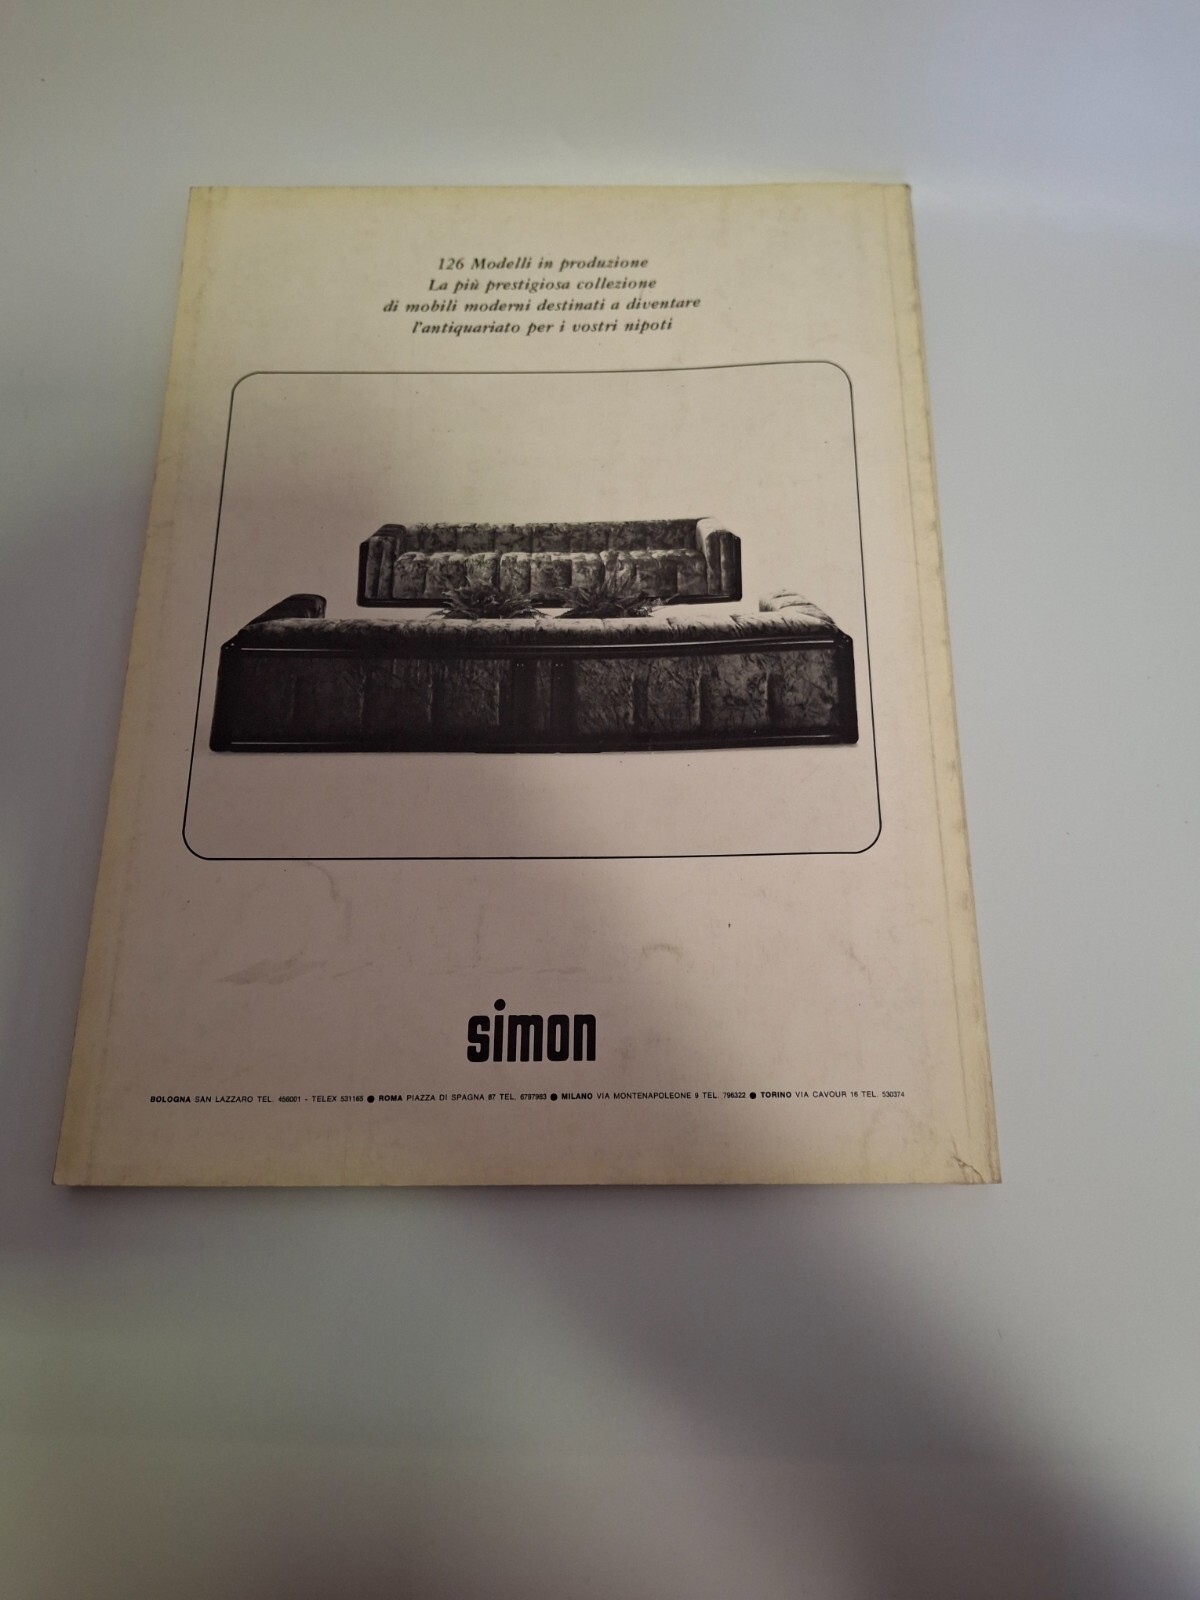 126 Modelli in produzione
La più prestigiosa collezione
di mobili moderni destinati a diventare
l'antiquariato per i vostri nipoti
simon
BOLOGNA SAN LAZZARO TEL. 456001 - TELEX 531165 ● ROMA PIAZZA DI SPAGNA 87 TEL. 6797983 ● MILANO VIA MONTENAPOLEONE 9 TEL. 796322 ● TORINO VIA CAVOUR 16 TEL. 530374